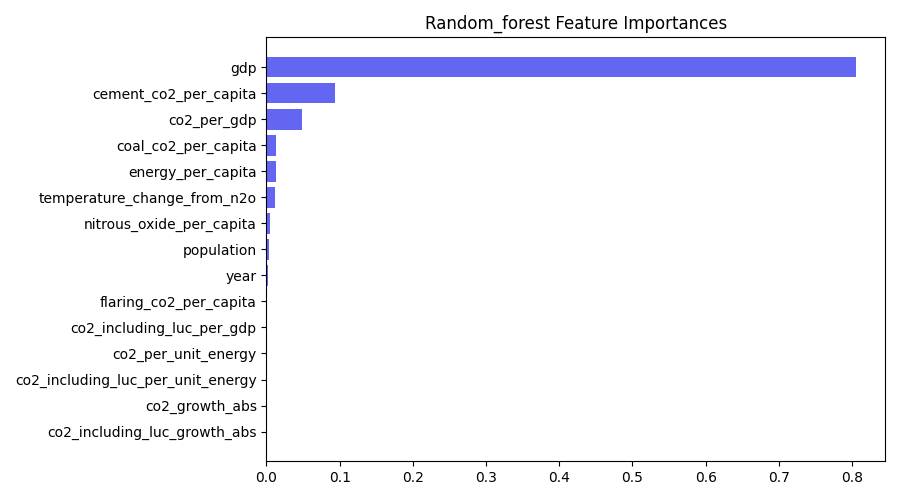 Random_forest Feature Importances
gdp
cement_co2_per_capita
co2_per_gdp
coal_co2_per_capita
energy_per_capita
temperature_change_from_n2o
nitrous_oxide_per_capita
population
year
flaring_co2_per_capita
co2_including_luc_per_gdp
co2_per_unit_energy
co2_including_luc_per_unit_energy
co2_growth_abs
co2_including_luc_growth_abs
0.0 0.1 0.2 0.3 0.4 0.5 0.6 0.7 0.8